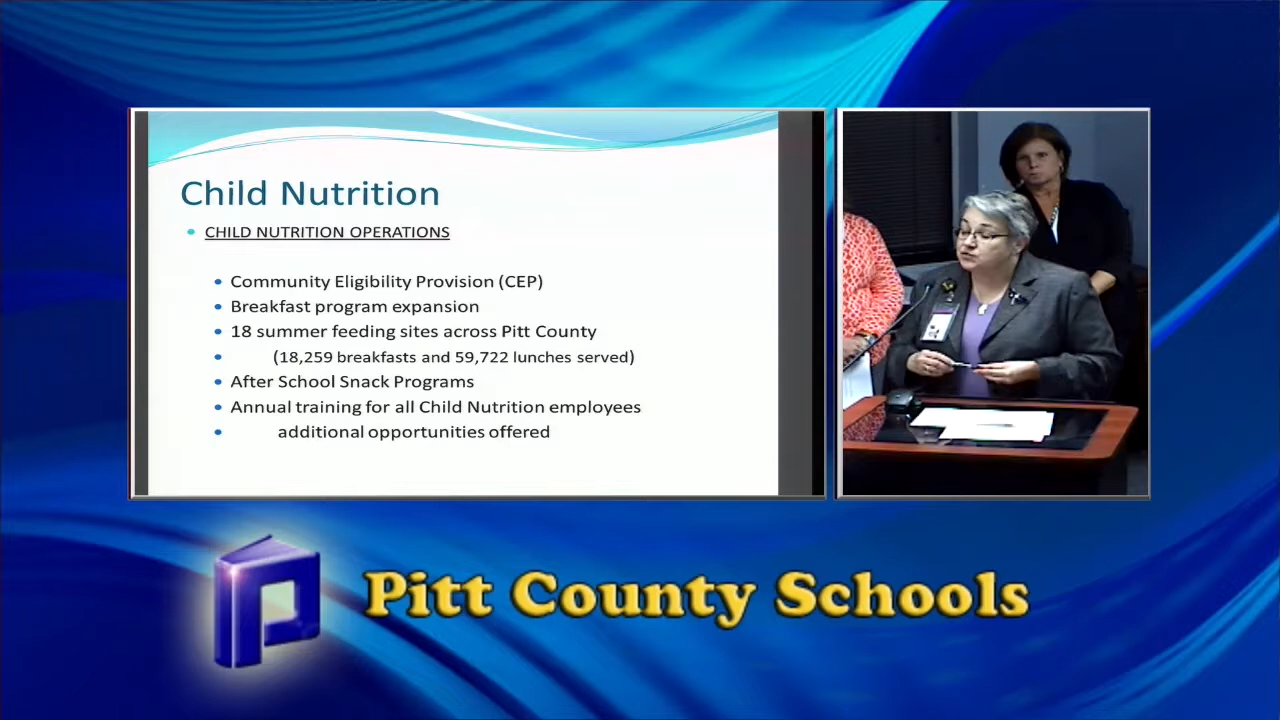 Child Nutrition
CHILD NUTRITION OPERATIONS
Community Eligibility Provision (CEP)
Breakfast program expansion
18 summer feeding sites across Pitt County
(18,259 breakfasts and 59,722 lunches served)
After School Snack Programs
Annual training for all Child Nutrition employees
additional opportunities offered
Pitt County Schools